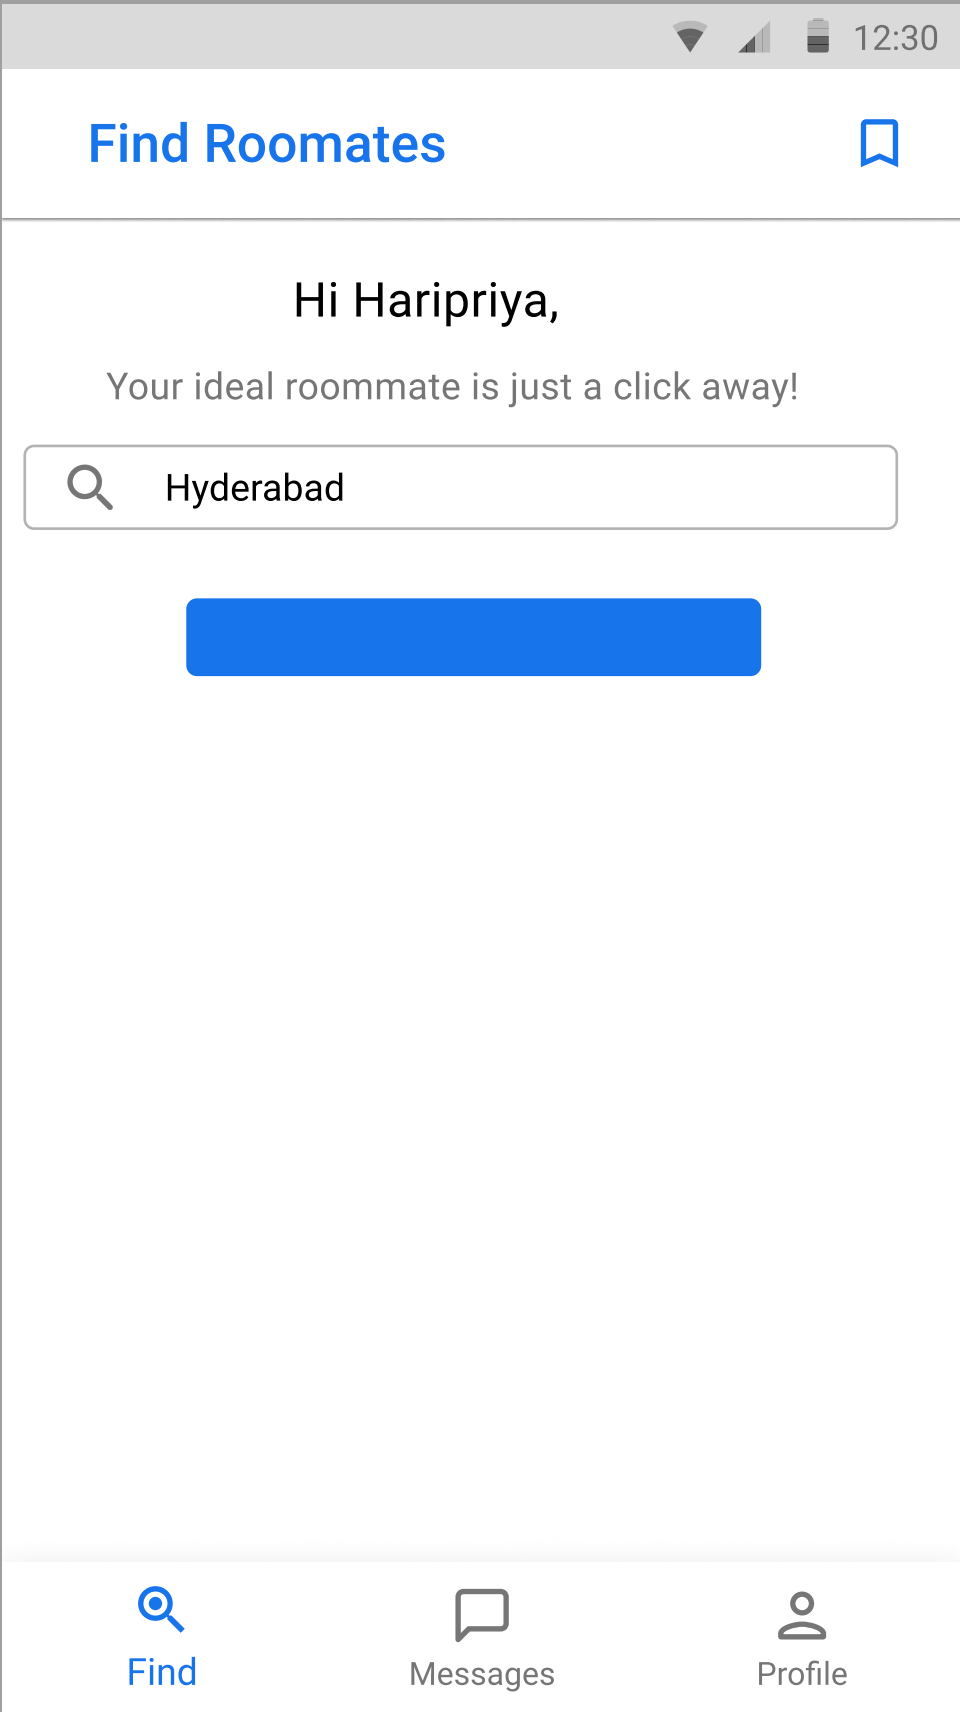 12:30
Find Roomates
Hi Haripriya,
Your ideal roommate is just a click away!
Hyderabad
Find
Messages
Profile